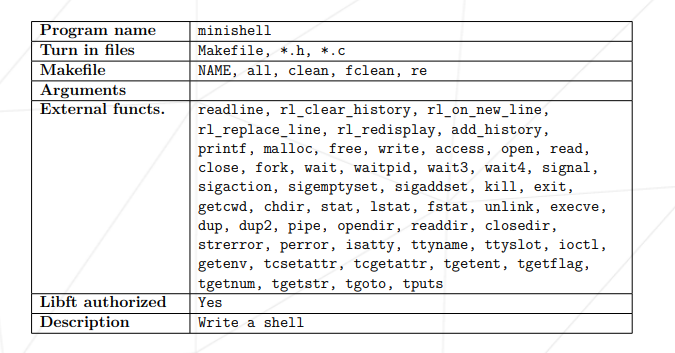 Program name minishell
Turn in files Makefile, *.h, *.c
Makefile NAME, all, clean, fclean, re
Arguments
External functs. readline, rl_clear_history, rl_on_new_line,
rl_replace_line, rl_redisplay, add_history,
printf, malloc, free, write, access, open, read,
close, fork, wait, waitpid, wait3, wait4, signal,
sigaction, sigemptyset, sigaddset, kill, exit,
getcwd, chdir, stat, lstat, fstat, unlink, execve,
dup, dup2, pipe, opendir, readdir, closedir,
strerror, perror, isatty, ttyname, ttyslot, ioctl,
getenv, tcsetattr, tcgetattr, tgetent, tgetflag,
tgetnum, tgetstr, tgoto, tputs
Libft authorized Yes
Description Write a shell